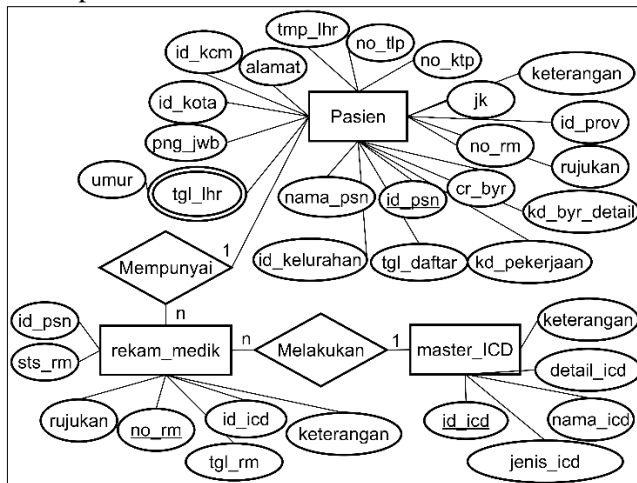 tmp_lhr
no_tlp
id_kcm
alamat
no_ktp
keterangan
jk
id_kota
Pasien
id_prov
png_jwb
no_rm
rujukan
umur
tgl_lhr
nama_psn
id_psn
cr_byr
kd_byr_detail
1
id_kelurahan
tgl_daftar
kd_pekerjaan
Mempunyai
n
id_psn
keterangan
sts_rm
rekam_medik
n
Melakukan
1
master_ICD
detail_icd
rujukan
no_rm
id_icd
keterangan
id_icd
nama_icd
tgl_rm
jenis_icd